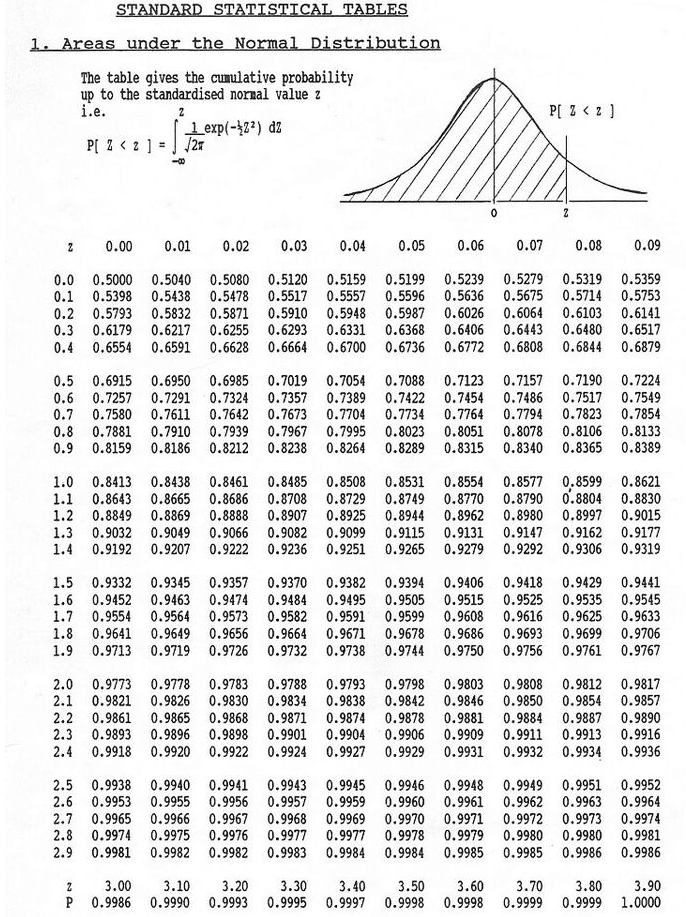 STANDARD STATISTICAL TABLES
1. Areas under the Normal Distribution
The table gives the cumulative probability
up to the standardised normal value z
i.e.
z
P[ Z < z ] = ∫ 1/√2π exp(-½Z²) dZ
-∞
P[ Z < z ]
0 z
z 0.00 0.01 0.02 0.03 0.04 0.05 0.06 0.07 0.08 0.09
0.0 0.5000 0.5040 0.5080 0.5120 0.5159 0.5199 0.5239 0.5279 0.5319 0.5359
0.1 0.5398 0.5438 0.5478 0.5517 0.5557 0.5596 0.5636 0.5675 0.5714 0.5753
0.2 0.5793 0.5832 0.5871 0.5910 0.5948 0.5987 0.6026 0.6064 0.6103 0.6141
0.3 0.6179 0.6217 0.6255 0.6293 0.6331 0.6368 0.6406 0.6443 0.6480 0.6517
0.4 0.6554 0.6591 0.6628 0.6664 0.6700 0.6736 0.6772 0.6808 0.6844 0.6879
0.5 0.6915 0.6950 0.6985 0.7019 0.7054 0.7088 0.7123 0.7157 0.7190 0.7224
0.6 0.7257 0.7291 0.7324 0.7357 0.7389 0.7422 0.7454 0.7486 0.7517 0.7549
0.7 0.7580 0.7611 0.7642 0.7673 0.7704 0.7734 0.7764 0.7794 0.7823 0.7854
0.8 0.7881 0.7910 0.7939 0.7967 0.7995 0.8023 0.8051 0.8078 0.8106 0.8133
0.9 0.8159 0.8186 0.8212 0.8238 0.8264 0.8289 0.8315 0.8340 0.8365 0.8389
1.0 0.8413 0.8438 0.8461 0.8485 0.8508 0.8531 0.8554 0.8577 0.8599 0.8621
1.1 0.8643 0.8665 0.8686 0.8708 0.8729 0.8749 0.8770 0.8790 0.8804 0.8830
1.2 0.8849 0.8869 0.8888 0.8907 0.8925 0.8944 0.8962 0.8980 0.8997 0.9015
1.3 0.9032 0.9049 0.9066 0.9082 0.9099 0.9115 0.9131 0.9147 0.9162 0.9177
1.4 0.9192 0.9207 0.9222 0.9236 0.9251 0.9265 0.9279 0.9292 0.9306 0.9319
1.5 0.9332 0.9345 0.9357 0.9370 0.9382 0.9394 0.9406 0.9418 0.9429 0.9441
1.6 0.9452 0.9463 0.9474 0.9484 0.9495 0.9505 0.9515 0.9525 0.9535 0.9545
1.7 0.9554 0.9564 0.9573 0.9582 0.9591 0.9599 0.9608 0.9616 0.9625 0.9633
1.8 0.9641 0.9649 0.9656 0.9664 0.9671 0.9678 0.9686 0.9693 0.9699 0.9706
1.9 0.9713 0.9719 0.9726 0.9732 0.9738 0.9744 0.9750 0.9756 0.9761 0.9767
2.0 0.9773 0.9778 0.9783 0.9788 0.9793 0.9798 0.9803 0.9808 0.9812 0.9817
2.1 0.9821 0.9826 0.9830 0.9834 0.9838 0.9842 0.9846 0.9850 0.9854 0.9857
2.2 0.9861 0.9865 0.9868 0.9871 0.9874 0.9878 0.9881 0.9884 0.9887 0.9890
2.3 0.9893 0.9896 0.9898 0.9901 0.9904 0.9906 0.9909 0.9911 0.9913 0.9916
2.4 0.9918 0.9920 0.9922 0.9924 0.9927 0.9929 0.9931 0.9932 0.9934 0.9936
2.5 0.9938 0.9940 0.9941 0.9943 0.9945 0.9946 0.9948 0.9949 0.9951 0.9952
2.6 0.9953 0.9955 0.9956 0.9957 0.9959 0.9960 0.9961 0.9962 0.9963 0.9964
2.7 0.9965 0.9966 0.9967 0.9968 0.9969 0.9970 0.9971 0.9972 0.9973 0.9974
2.8 0.9974 0.9975 0.9976 0.9977 0.9977 0.9978 0.9979 0.9980 0.9980 0.9981
2.9 0.9981 0.9982 0.9982 0.9983 0.9984 0.9984 0.9985 0.9985 0.9986 0.9986
z 3.00 3.10 3.20 3.30 3.40 3.50 3.60 3.70 3.80 3.90
P 0.9986 0.9990 0.9993 0.9995 0.9997 0.9998 0.9998 0.9999 0.9999 1.0000